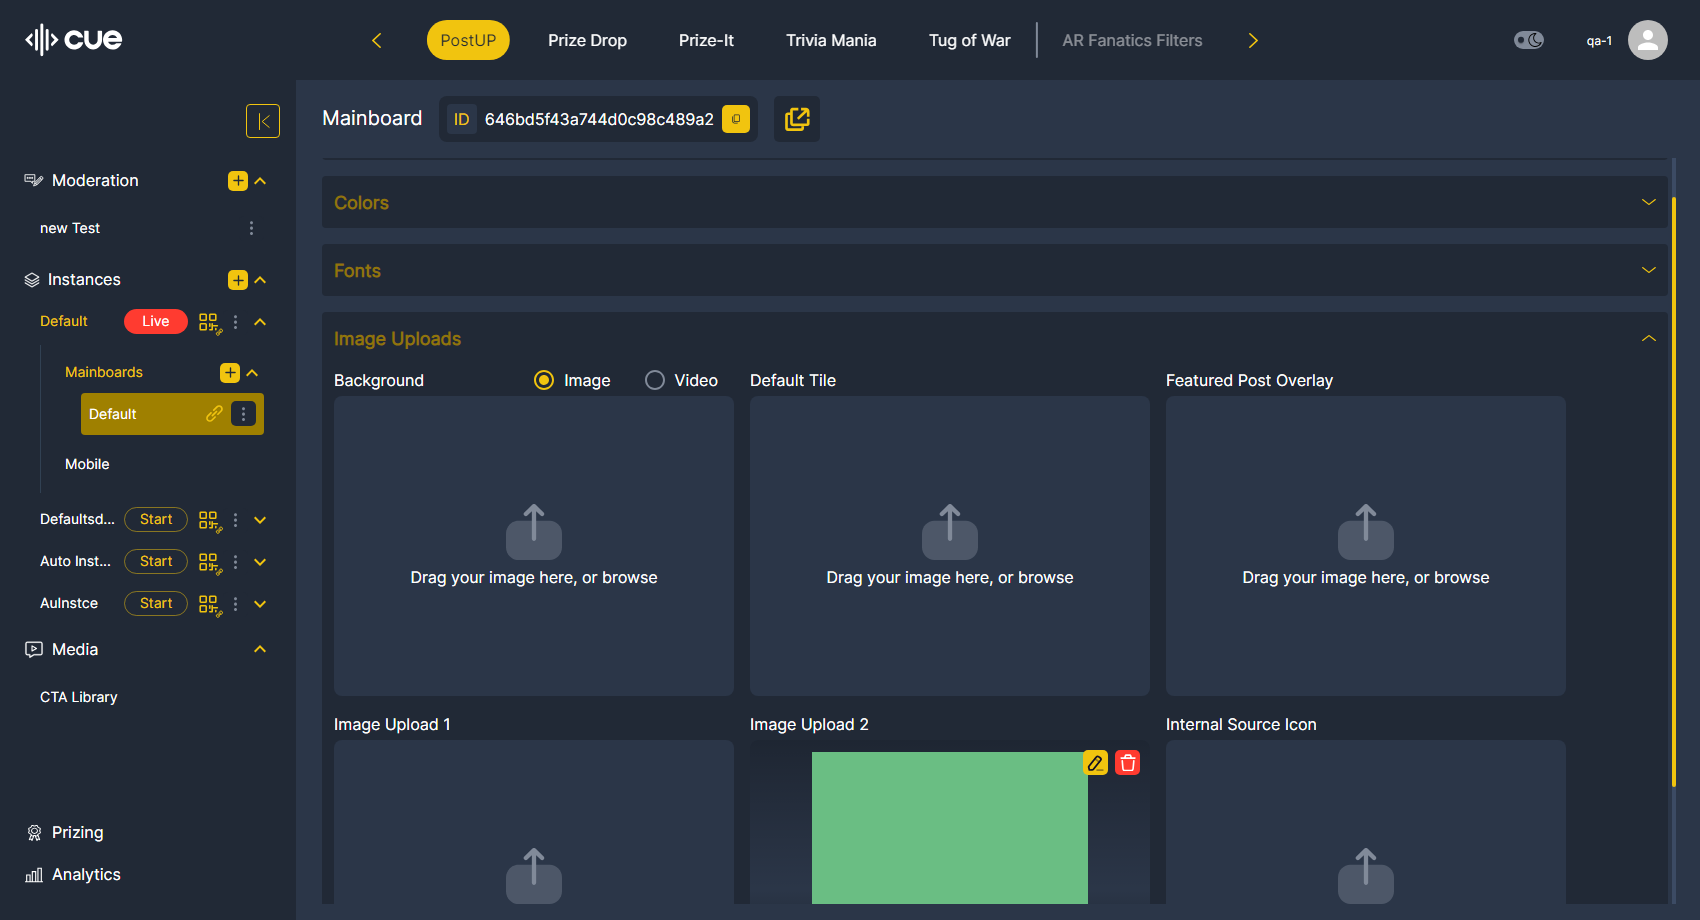 cue
PostUP
Prize Drop
Prize-It
Trivia Mania
Tug of War
AR Fanatics Filters
qa-1
Mainboard
ID
646bd5f43a744d0c98c489a2
Moderation
new Test
Instances
Default
Live
Mainboards
Default
Mobile
Defaultsd...
Start
Auto Inst...
Start
AuInstce
Start
Media
CTA Library
Prizing
Analytics
Colors
Fonts
Image Uploads
Background
Image
Video
Default Tile
Featured Post Overlay
Drag your image here, or browse
Drag your image here, or browse
Drag your image here, or browse
Image Upload 1
Image Upload 2
Internal Source Icon